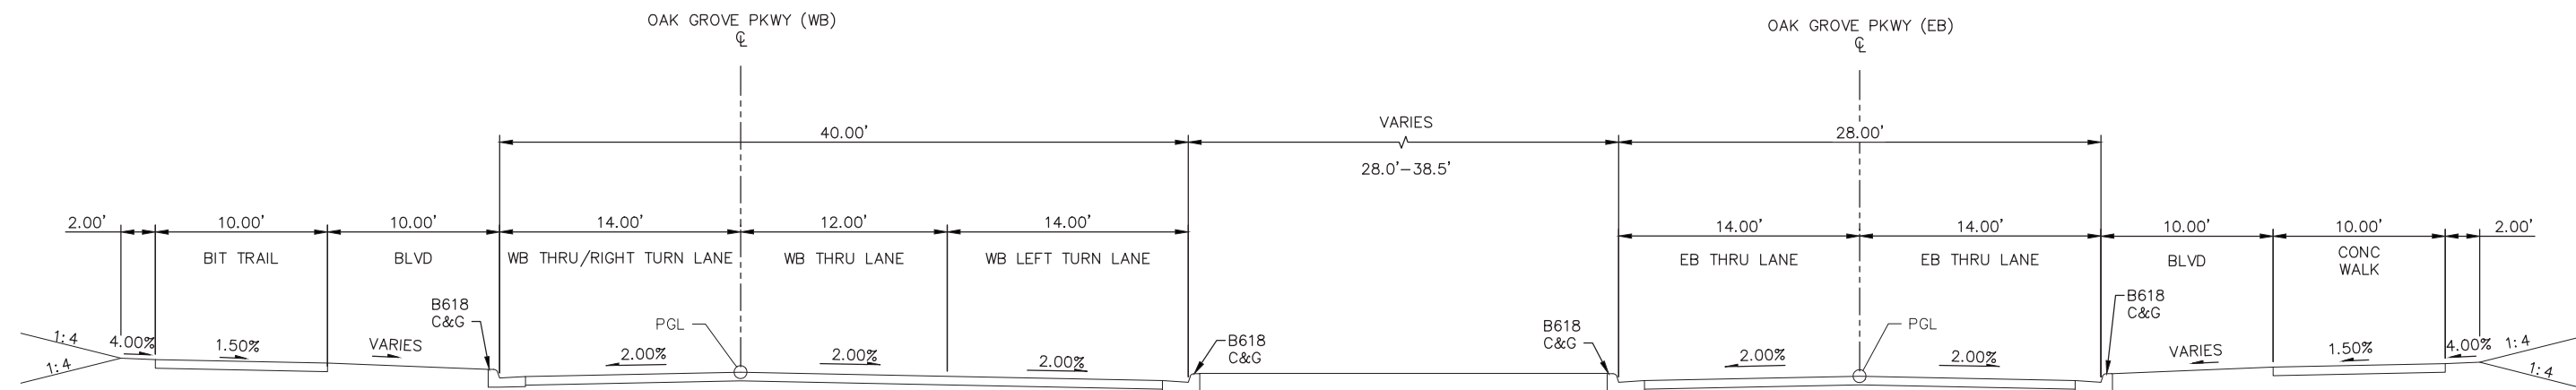 OAK GROVE PKWY (WB)
℄
OAK GROVE PKWY (EB)
℄
40.00'
VARIES
28.0'-38.5'
28.00'
2.00'
10.00'
10.00'
14.00'
12.00'
14.00'
14.00'
14.00'
10.00'
10.00'
2.00'
BIT TRAIL
BLVD
WB THRU/RIGHT TURN LANE
WB THRU LANE
WB LEFT TURN LANE
EB THRU LANE
EB THRU LANE
BLVD
CONC
WALK
B618
C&G
PGL
B618
C&G
B618
C&G
PGL
B618
C&G
1:4
1:4
4.00%
1.50%
VARIES
2.00%
2.00%
2.00%
2.00%
2.00%
VARIES
1.50%
4.00%
1:4
1:4